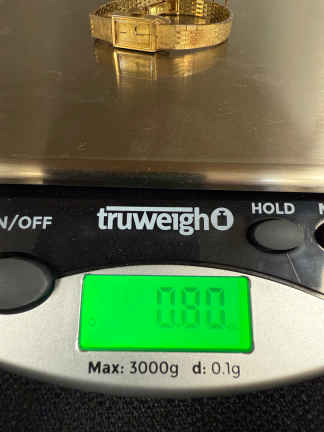 truweigh
N/OFF
HOLD
0.80
Max: 3000g d: 0.1g